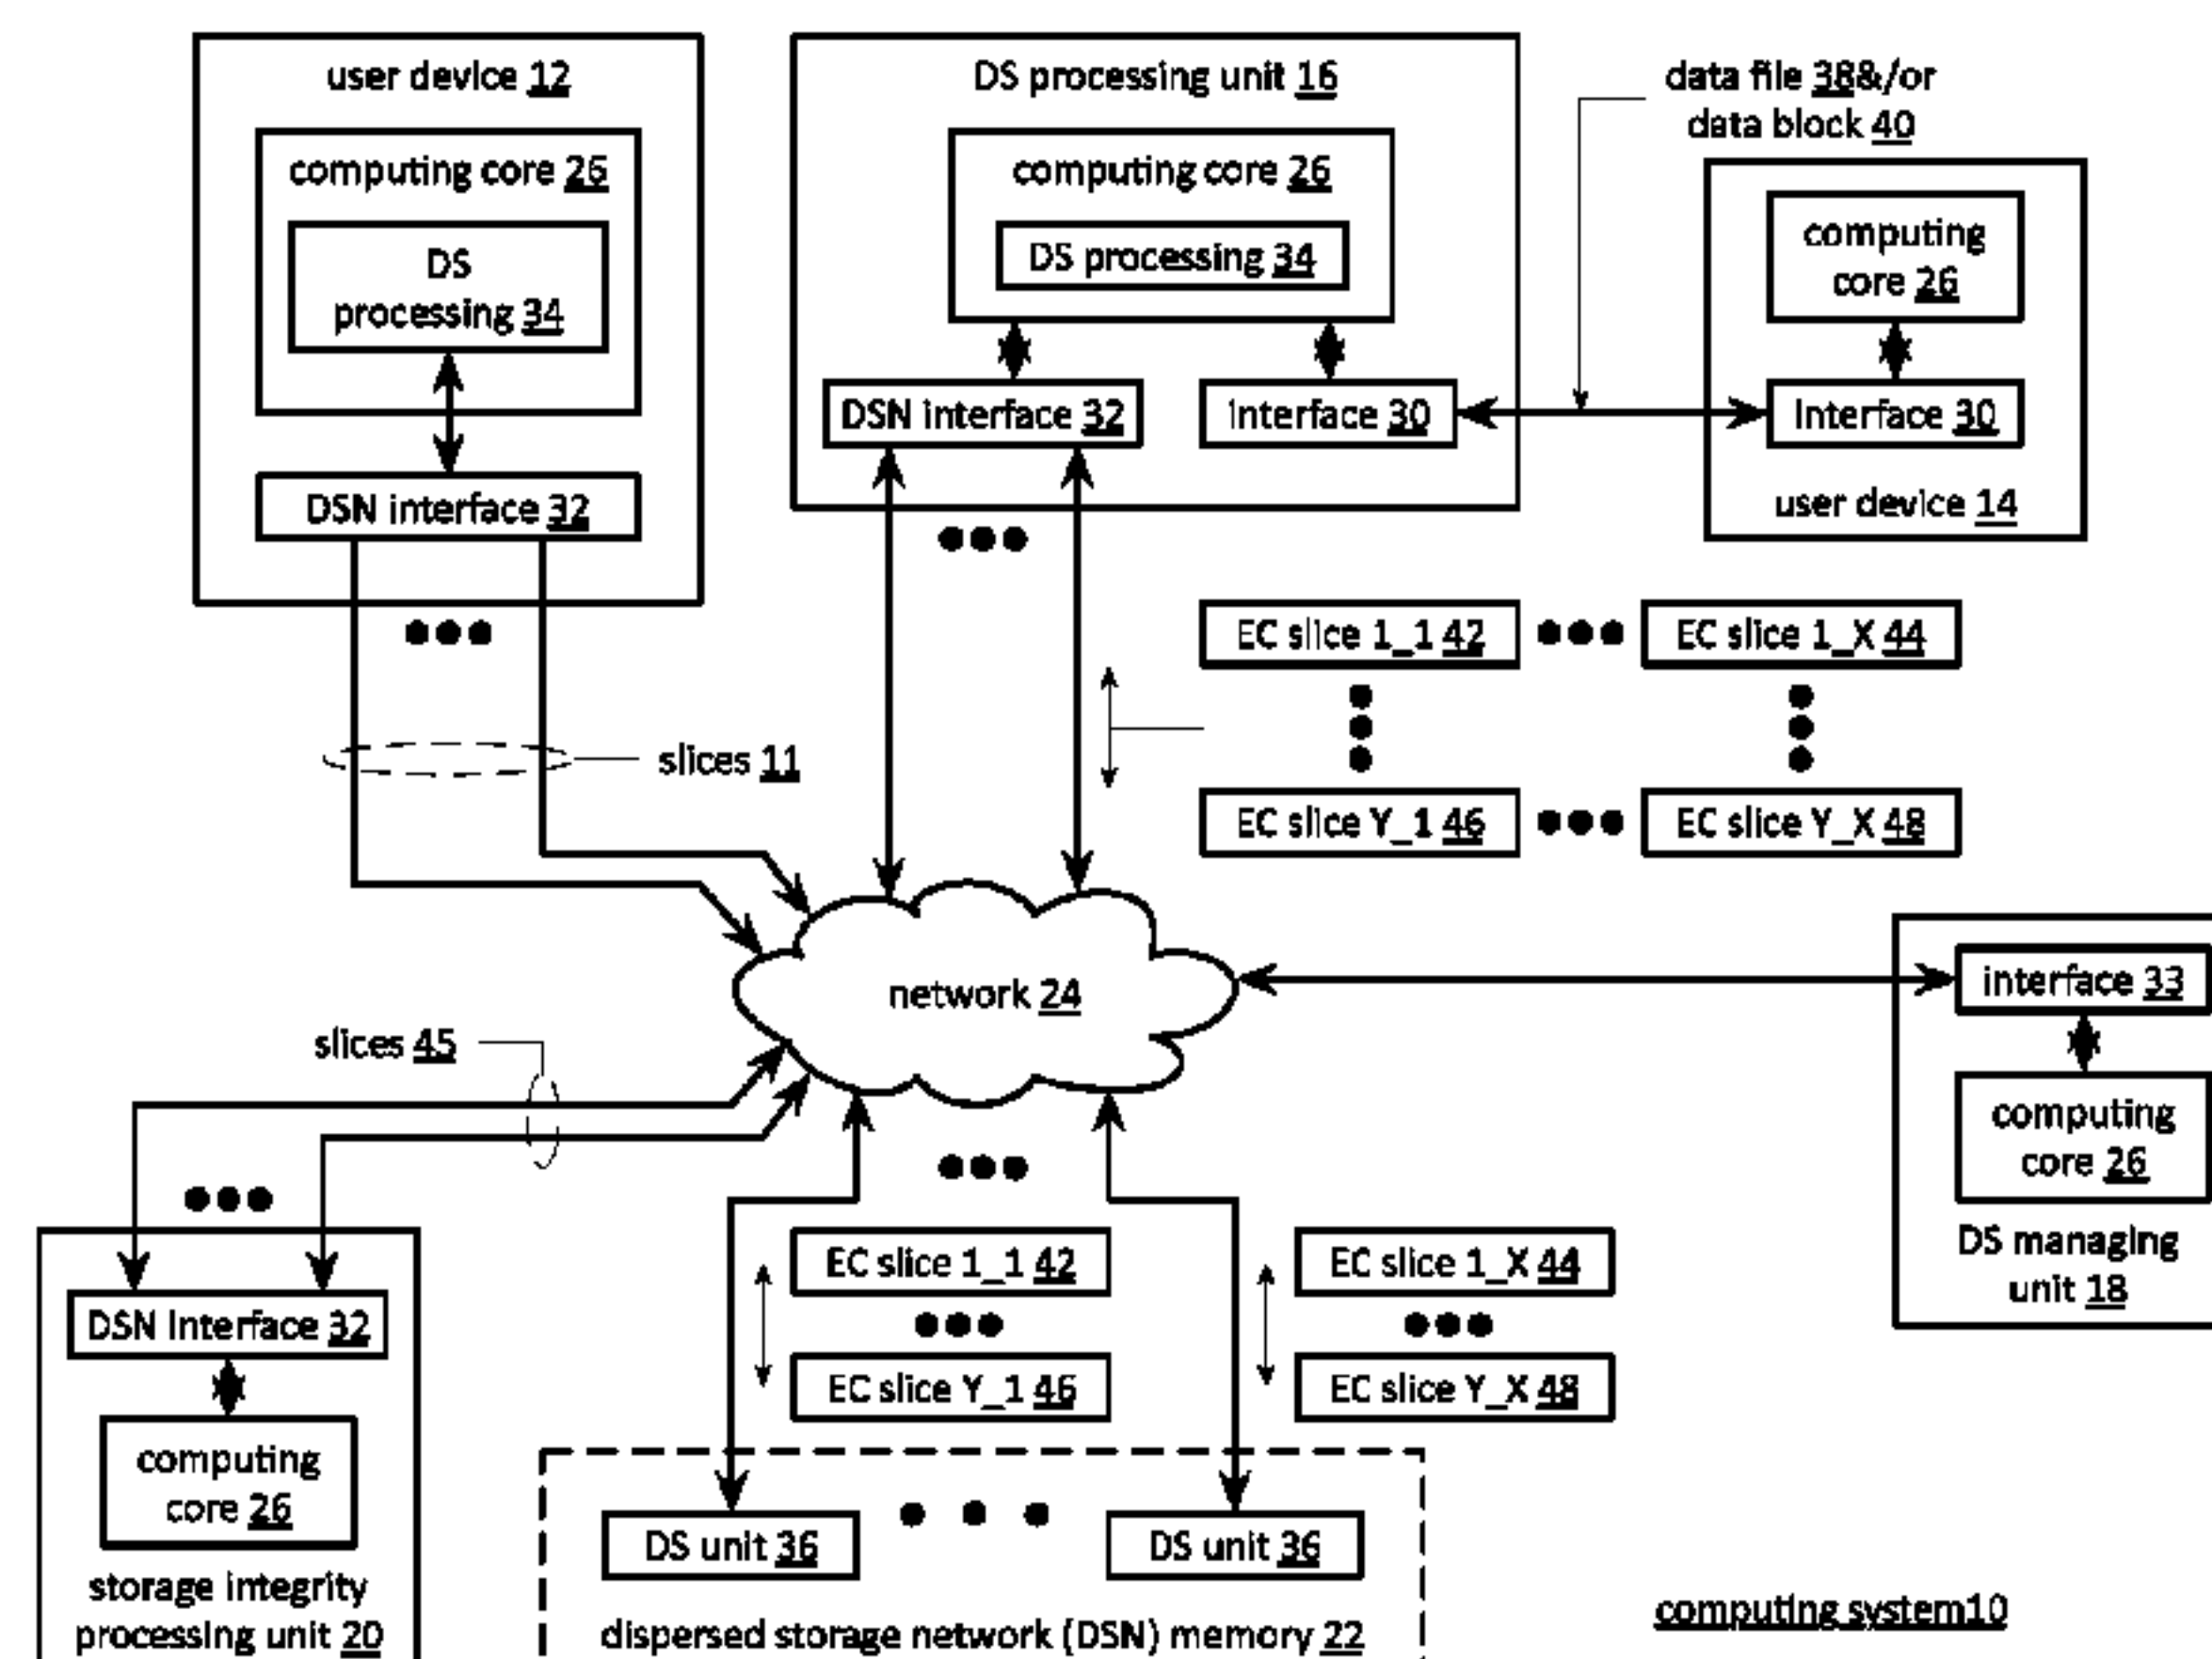 user device 12
computing core 26
DS
processing 34
DSN interface 32
slices 11
DS processing unit 16
computing core 26
DS processing 34
DSN interface 32
interface 30
data file 38&/or
data block 40
computing
core 26
interface 30
user device 14
EC slice 1_1 42
EC slice 1_X 44
EC slice Y_1 46
EC slice Y_X 48
network 24
interface 33
computing
core 26
DS managing
unit 18
slices 45
DSN interface 32
computing
core 26
storage integrity
processing unit 20
EC slice 1_1 42
EC slice 1_X 44
EC slice Y_1 46
EC slice Y_X 48
DS unit 36
DS unit 36
dispersed storage network (DSN) memory 22
computing system10